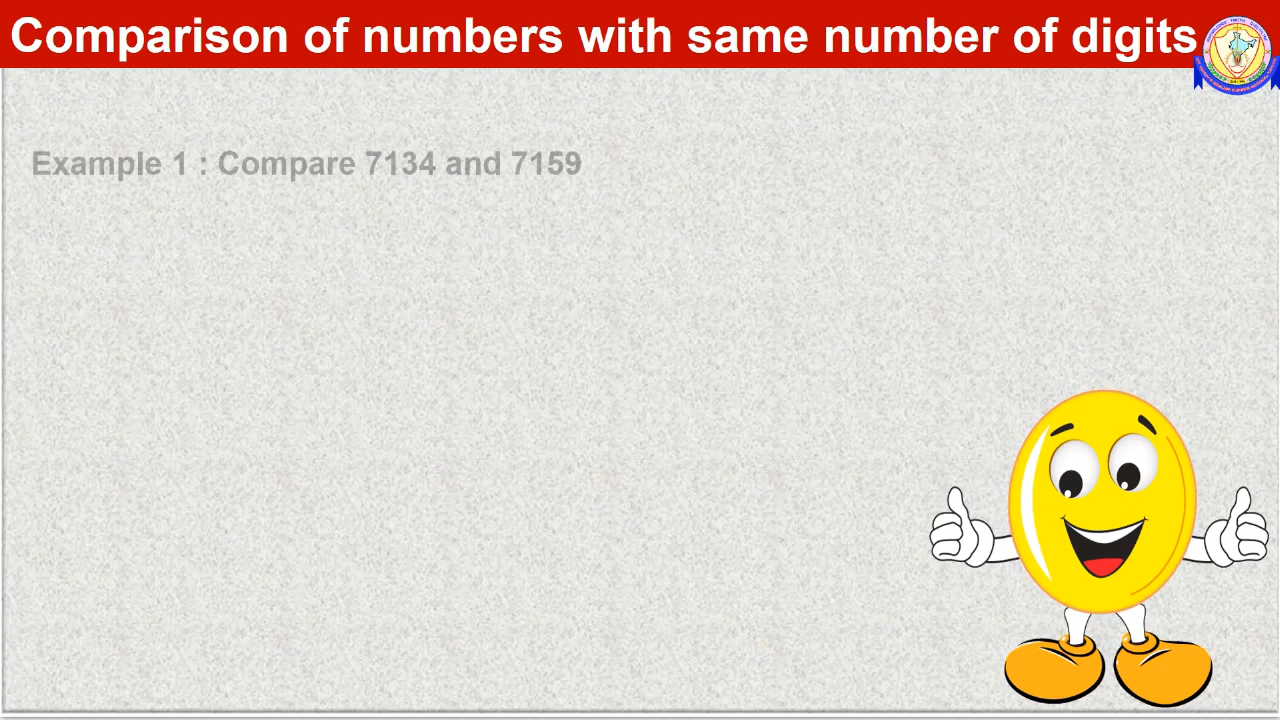 Comparison of numbers with same number of digits
Example 1 : Compare 7134 and 7159